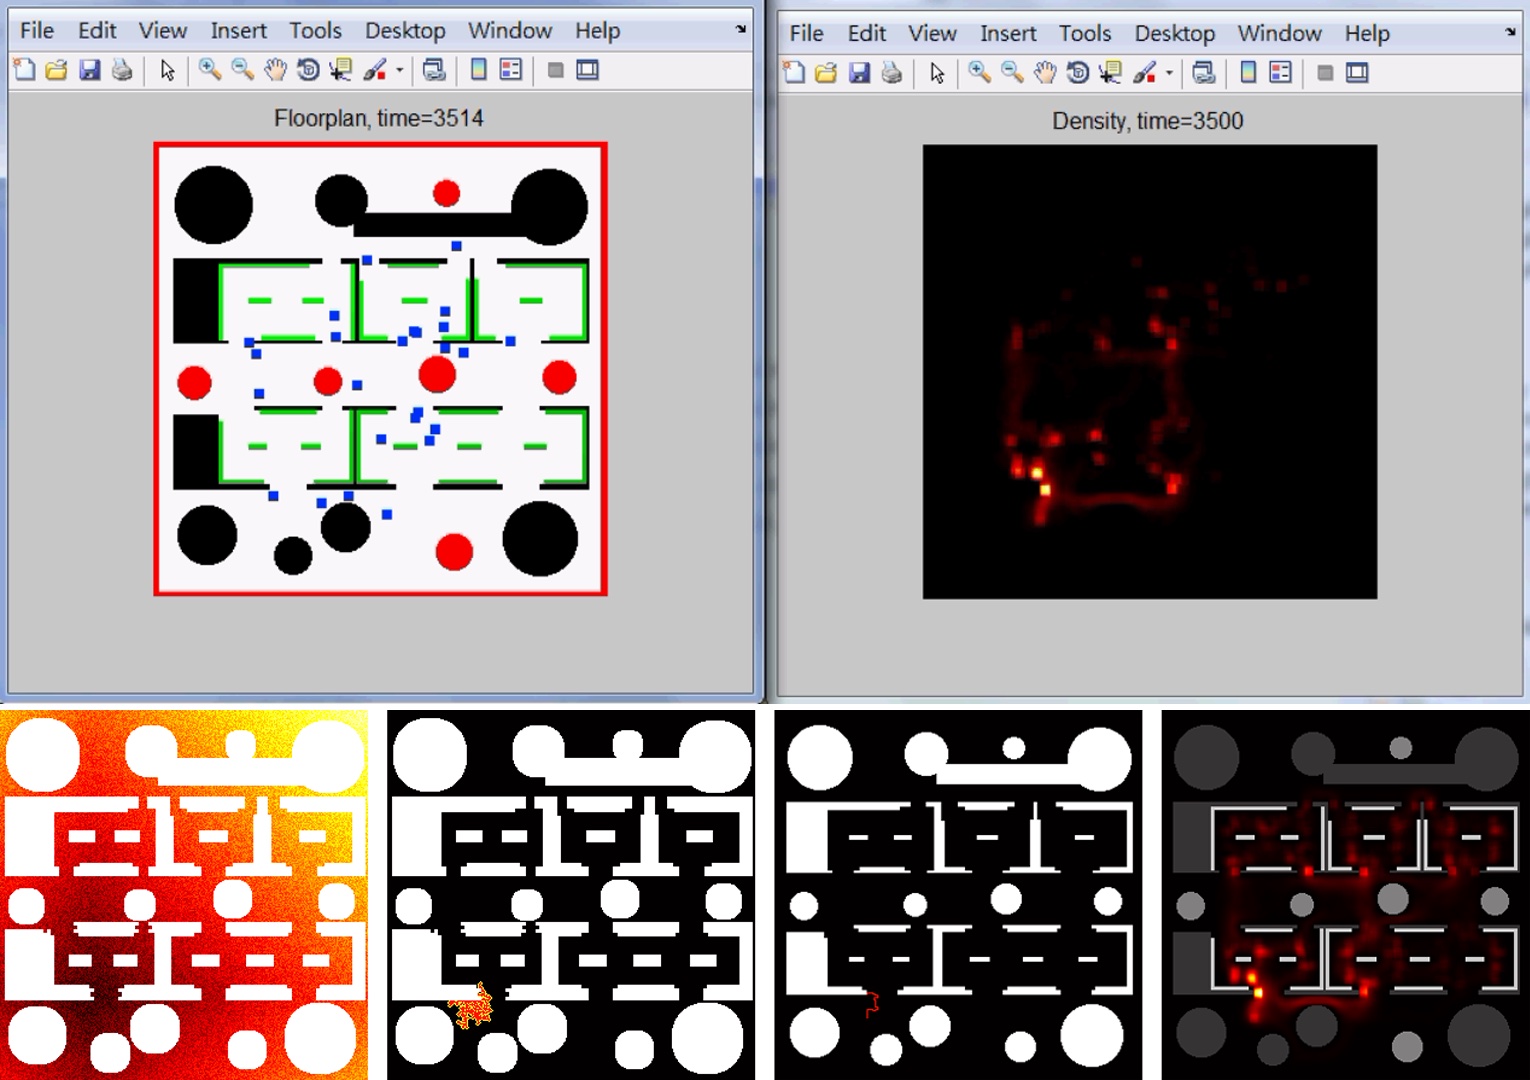 File Edit View Insert Tools Desktop Window Help
Floorplan, time=3514
File Edit View Insert Tools Desktop Window Help
Density, time=3500